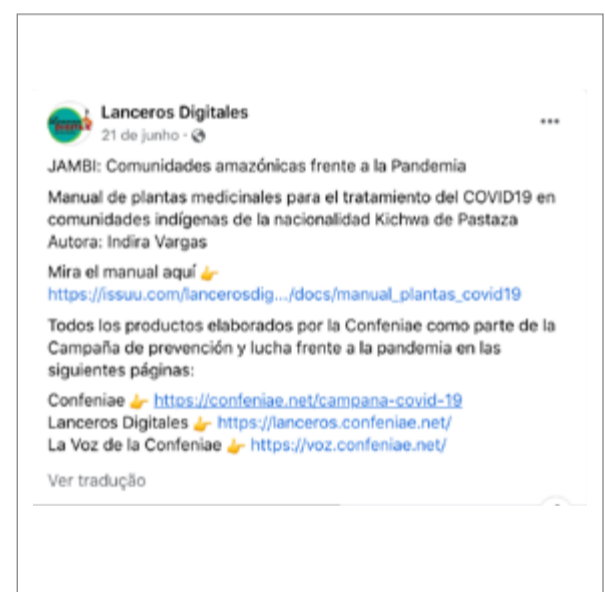 Lanceros Digitales
21 de junho ·
JAMBI: Comunidades amazónicas frente a la Pandemia
Manual de plantas medicinales para el tratamiento del COVID19 en
comunidades indígenas de la nacionalidad Kichwa de Pastaza
Autora: Indira Vargas
Mira el manual aquí 👉
https://issuu.com/lancerosdig.../docs/manual_plantas_covid19
Todos los productos elaborados por la Confeniae como parte de la
Campaña de prevención y lucha frente a la pandemia en las
siguientes páginas:
Confeniae 👉 https://confeniae.net/campana-covid-19
Lanceros Digitales 👉 https://lanceros.confeniae.net/
La Voz de la Confeniae 👉 https://voz.confeniae.net/
Ver tradução